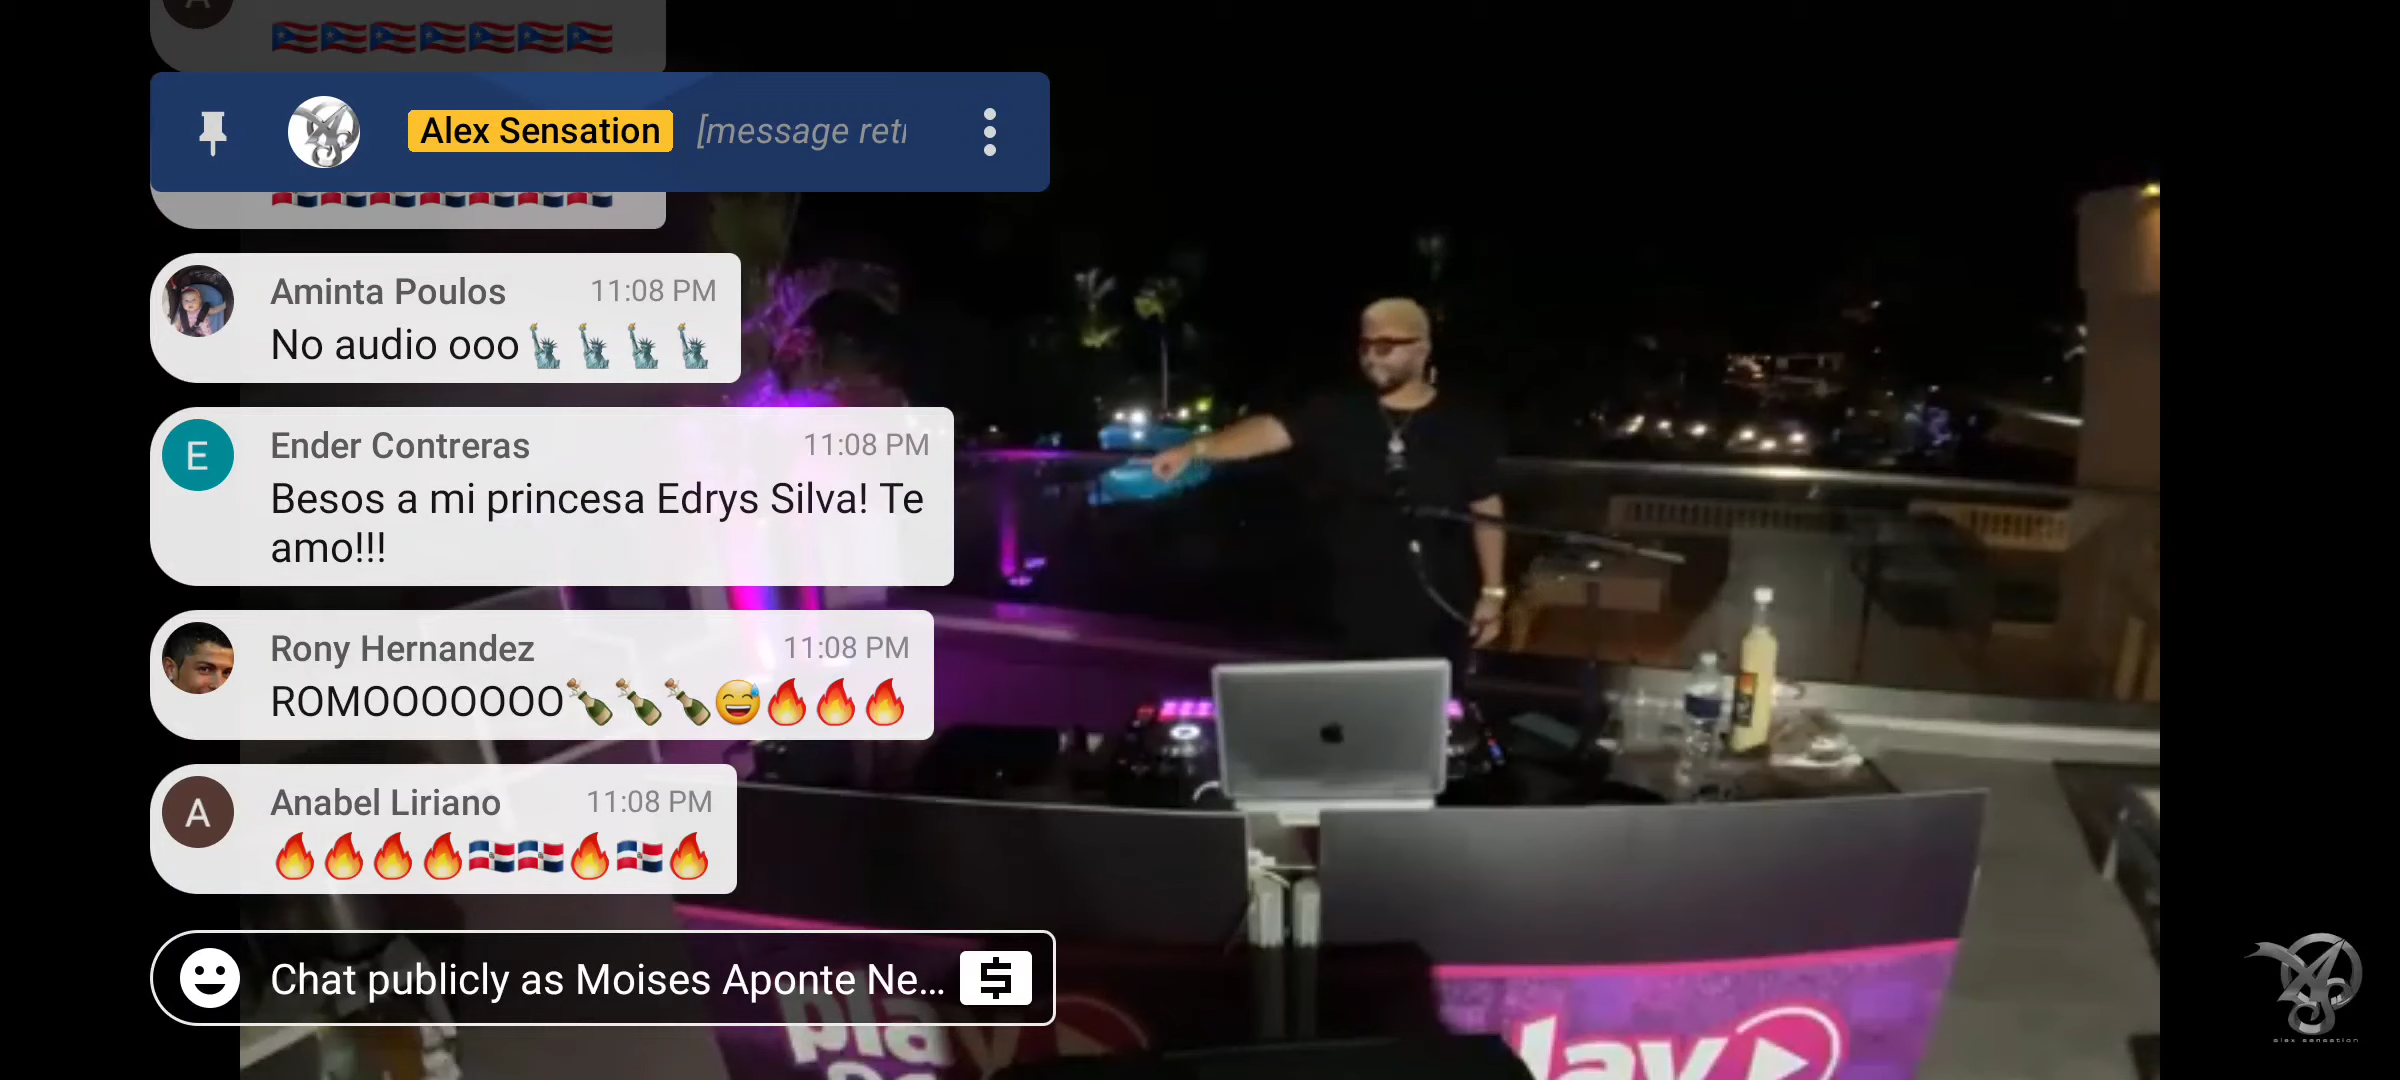 A
🇵🇷🇵🇷🇵🇷🇵🇷🇵🇷🇵🇷🇵🇷
Alex Sensation [message
🇩🇴🇩🇴🇩🇴🇩🇴🇩🇴🇩🇴🇩🇴
Aminta Poulos 11:08 PM
No audio ooo🗽🗽🗽🗽
E
Ender Contreras 11:08 PM
Besos a mi princesa Edrys Silva! Te
amo!!!
Rony Hernandez 11:08 PM
ROMOOOOOOO🍾🍾🍾😅🔥🔥🔥
A
Anabel Liriano 11:08 PM
🔥🔥🔥🔥🇩🇴🇩🇴🔥🇩🇴🔥
Chat publicly as Moises Aponte Ne... $
alex sensation